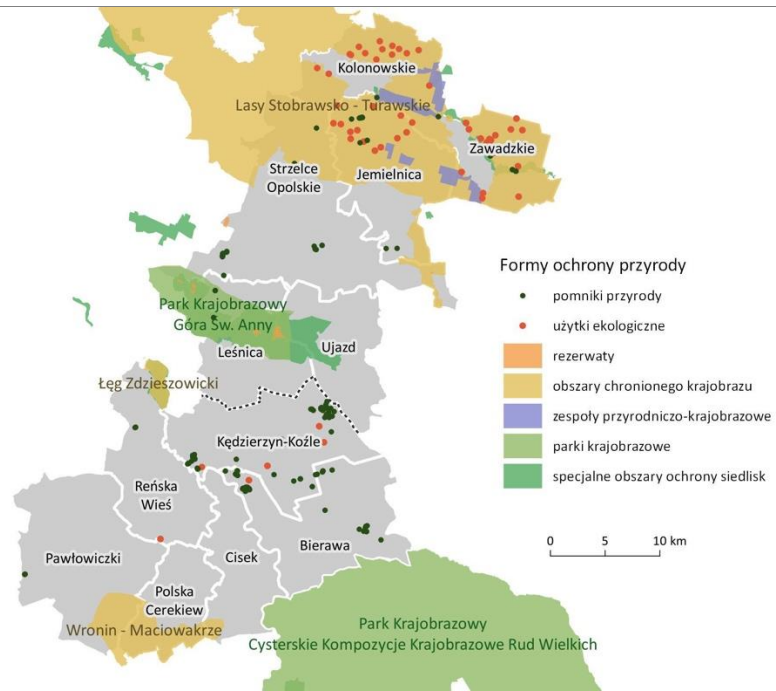 Kolonowskie
Lasy Stobrawsko - Turawskie
Zawadzkie
Strzelce
Opolskie
Jemielnica
Formy ochrony przyrody
pomniki przyrody
użytki ekologiczne
rezerwaty
obszary chronionego krajobrazu
zespoły przyrodniczo-krajobrazowe
parki krajobrazowe
specjalne obszary ochrony siedlisk
Park Krajobrazowy
Góra Św. Anny
Ujazd
Leśnica
Łęg Zdzieszowicki
Kędzierzyn-Koźle
Reńska
Wieś
Bierawa
Pawłowiczki
Cisek
0 5 10 km
Polska
Cerekiew
Wronin - Maciowakrze
Park Krajobrazowy
Cysterskie Kompozycje Krajobrazowe Rud Wielkich